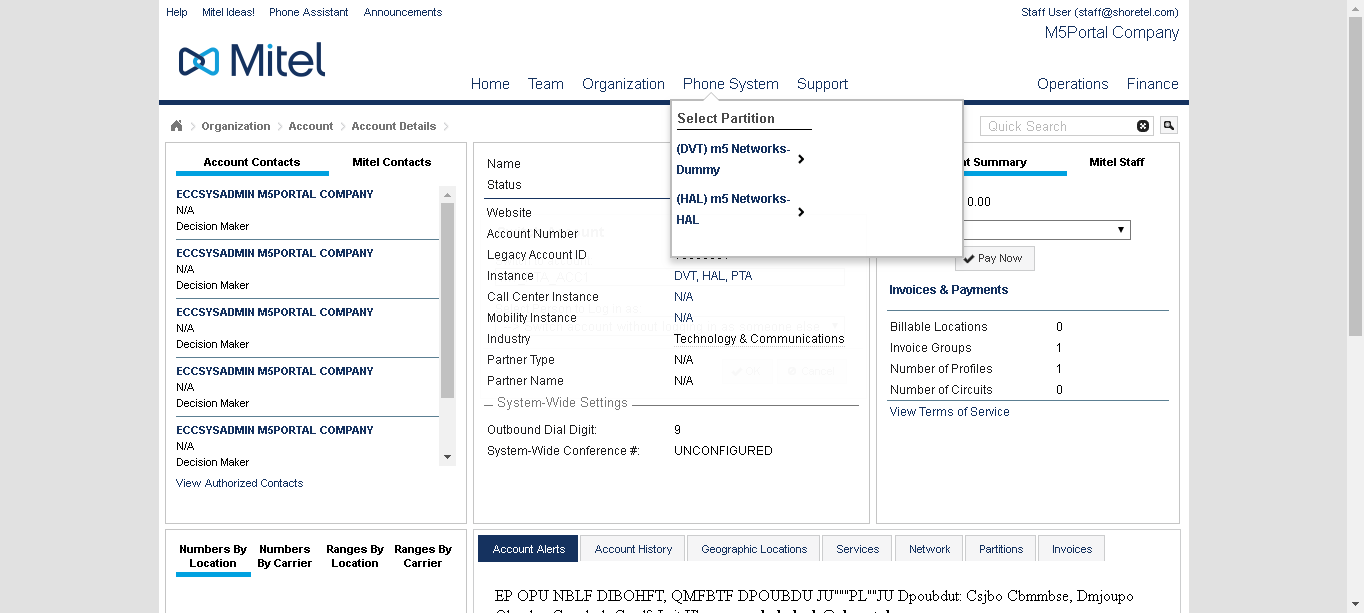 Help Mitel Ideas! Phone Assistant Announcements Staff User (staff@shoretel.com)
M5Portal Company
Mitel
Home Team Organization Phone System Support Operations Finance
Organization Account Account Details Quick Search
Select Partition
(DVT) m5 Networks-
Dummy
(HAL) m5 Networks-
HAL
Account Contacts Mitel Contacts
ECCSYSADMIN M5PORTAL COMPANY
N/A
Decision Maker
ECCSYSADMIN M5PORTAL COMPANY
N/A
Decision Maker
ECCSYSADMIN M5PORTAL COMPANY
N/A
Decision Maker
ECCSYSADMIN M5PORTAL COMPANY
N/A
Decision Maker
ECCSYSADMIN M5PORTAL COMPANY
N/A
Decision Maker
View Authorized Contacts
Name
Status
Website
Account Number
Legacy Account ID
Instance DVT, HAL, PTA
Call Center Instance N/A
Mobility Instance N/A
Industry Technology & Communications
Partner Type N/A
Partner Name N/A
System-Wide Settings
Outbound Dial Digit: 9
System-Wide Conference #: UNCONFIGURED
Summary Mitel Staff
0.00
Pay Now
Invoices & Payments
Billable Locations 0
Invoice Groups 1
Number of Profiles 1
Number of Circuits 0
View Terms of Service
Numbers By Location
Numbers By Carrier
Ranges By Location
Ranges By Carrier
Account Alerts Account History Geographic Locations Services Network Partitions Invoices
EP OPU NBLF DIBOHFT, QMFBTF DPOUBDU JU"""PL""JU Dpoubdut: Csjbo Cbmmbse, Dmjoupo